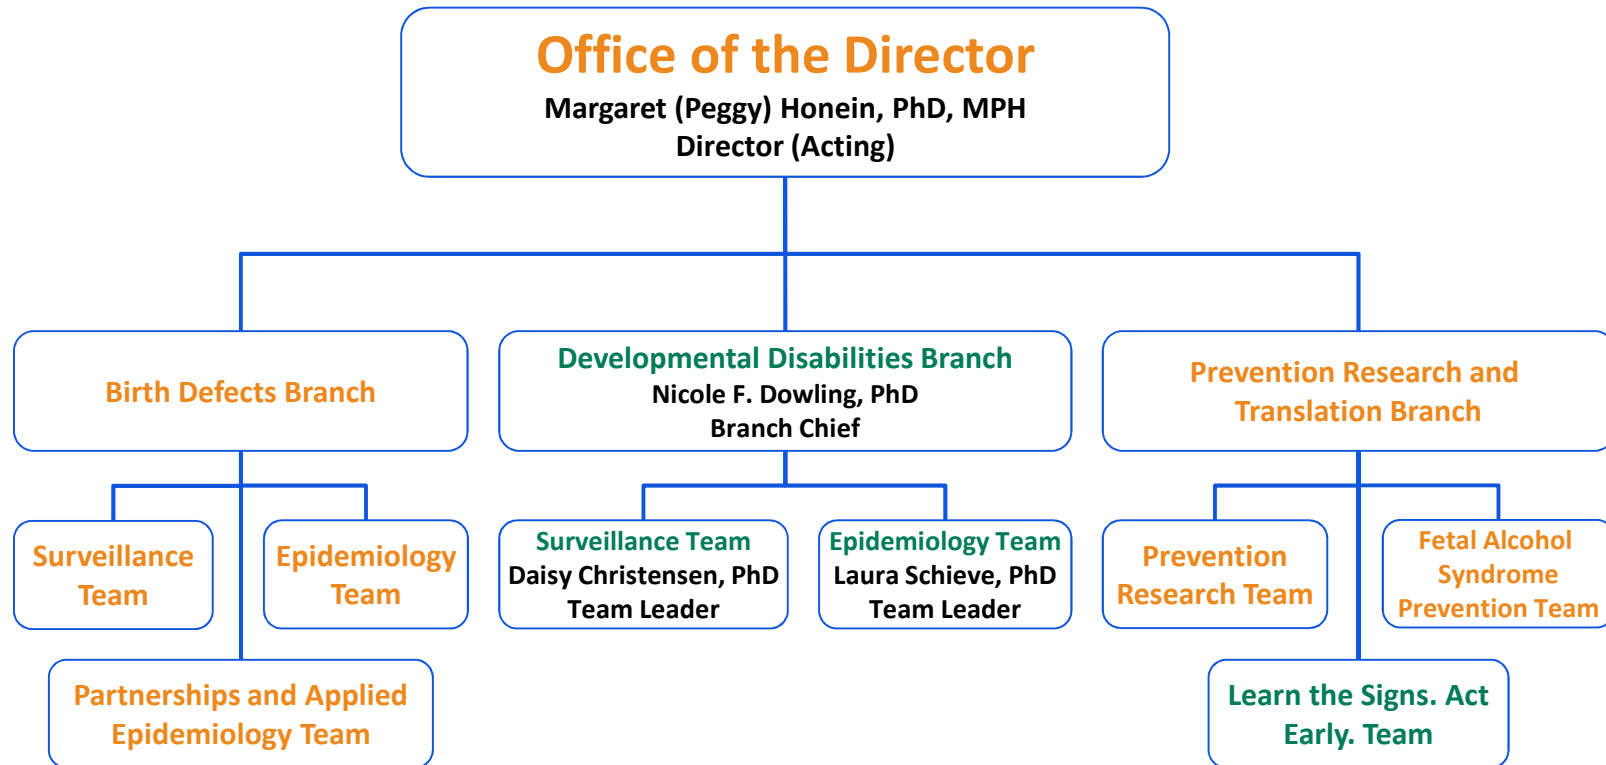 Office of the Director
Margaret (Peggy) Honein, PhD, MPH
Director (Acting)
Birth Defects Branch
Developmental Disabilities Branch
Nicole F. Dowling, PhD
Branch Chief
Prevention Research and
Translation Branch
Surveillance
Team
Epidemiology
Team
Surveillance Team
Daisy Christensen, PhD
Team Leader
Epidemiology Team
Laura Schieve, PhD
Team Leader
Prevention
Research Team
Fetal Alcohol
Syndrome
Prevention Team
Partnerships and Applied
Epidemiology Team
Learn the Signs. Act
Early. Team